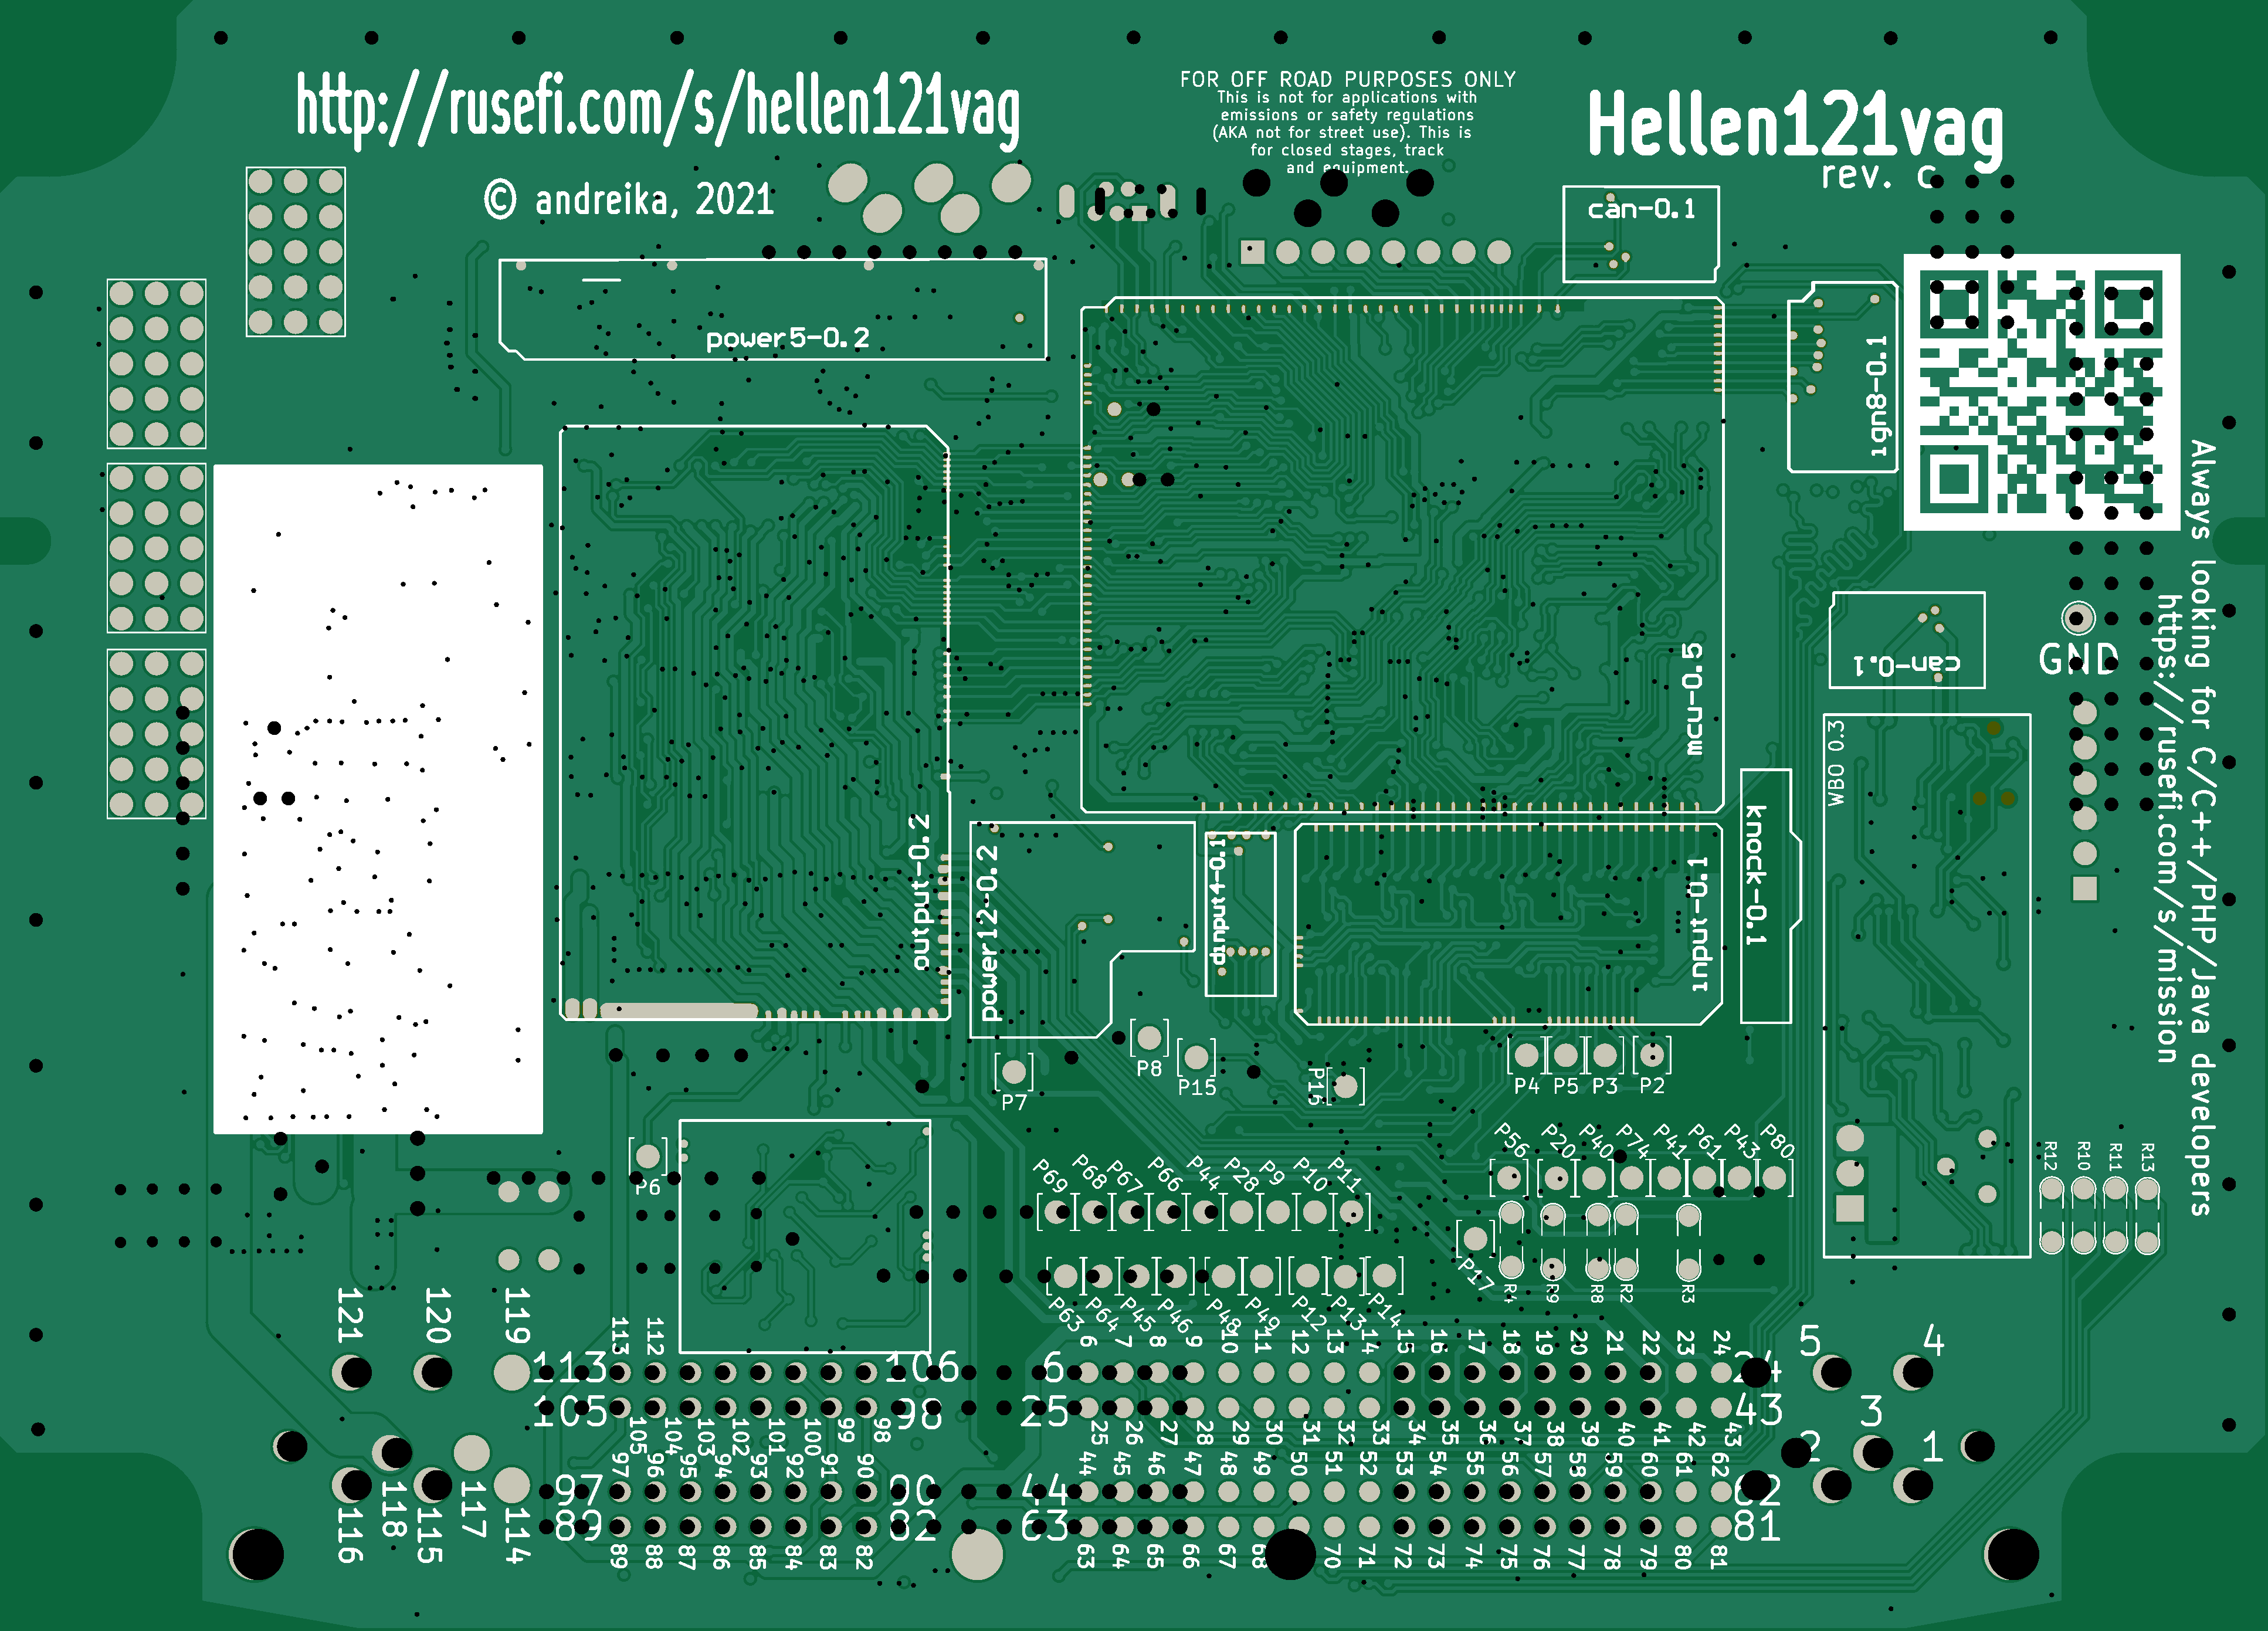 http://rusefi.com/s/hellen121vag
FOR OFF ROAD PURPOSES ONLY
This is not for applications with
emissions or safety regulations
(AKA not for street use). This is
for closed stages, track
and equipment.
Hellen121vag
rev. c
© andreika, 2021
can-0.1
power5-0.2
ign8-0.1
mcu-0.5
can-0.1
GND
Always looking for C/C++/PHP/Java developers
https://rusefi.com/s/mission
WBO 0.3
output-0.2
power12-0.2
dinput4-0.1
input-0.1
knock-0.1
P7
P8
P15
P16
P4 P5 P3 P2
P6
P69 P68 P67 P66 P44 P28 P9 P10 P11
P56 P20 P40 P74 P41 P61 P43 P80
R12 R10 R11 R13
P17
R4 R9 R8 R2 R3
P63 P64 P45 P46 P48 P49 P12 P13 P14
121 120 119
113 112
6 7 8 9 10 11 12 13 14 15 16 17 18 19 20 21 22 23 24
5 4
113 106 6 24
105 98 25 43
3
105 104 103 102 101 100 99 98
25 26 27 28 29 30 31 32 33 34 35 36 37 38 39 40 41 42 43
2 1
97 96 95 94 93 92 91 90
44 45 46 47 48 49 50 51 52 53 54 55 56 57 58 59 60 61 62
97 44 62
89 63 81
116 118 115 117 114
89 88 87 86 85 84 83 82
63 64 65 66 67 68 70 71 72 73 74 75 76 77 78 79 80 81